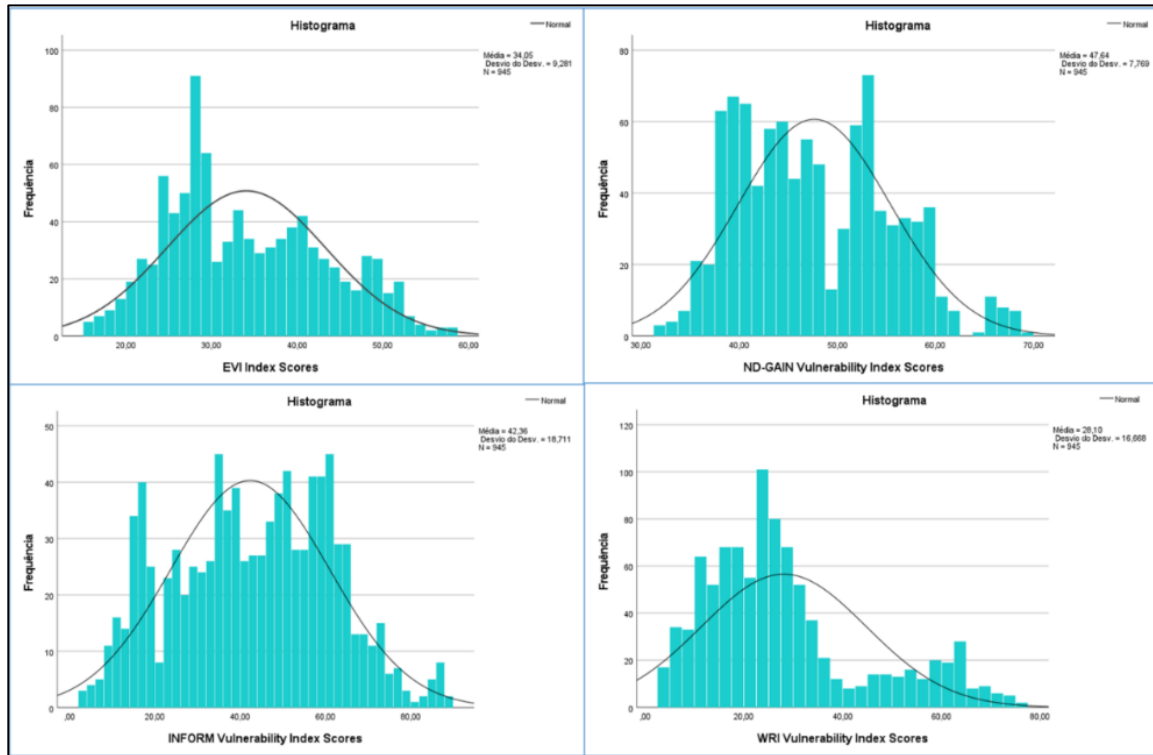 Histograma
Normal
Média = 34,05
Desvio do Desv. = 9,281
N = 945
Frequência
100
80
60
40
20
0
20,00 30,00 40,00 50,00 60,00
EVI Index Scores
Histograma
Normal
Média = 47,64
Desvio do Desv. = 7,769
N = 945
Frequência
80
60
40
20
0
30,00 40,00 50,00 60,00 70,00
ND-GAIN Vulnerability Index Scores
Histograma
Normal
Média = 42,36
Desvio do Desv. = 18,711
N = 945
Frequência
50
40
30
20
10
0
,00 20,00 40,00 60,00 80,00
INFORM Vulnerability Index Scores
Histograma
Normal
Média = 28,10
Desvio do Desv. = 16,668
N = 945
Frequência
120
100
80
60
40
20
0
,00 20,00 40,00 60,00 80,00
WRI Vulnerability Index Scores